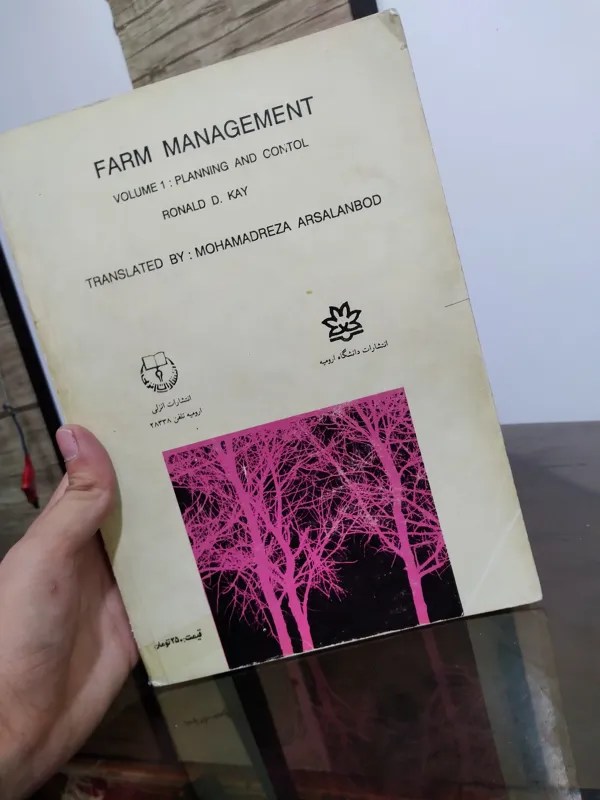 FARM MANAGEMENT
VOLUME 1 : PLANNING AND CONTOL
RONALD D. KAY
TRANSLATED BY : MOHAMADREZA ARSALANBOD
انتشارات دانشگاه ارومیه
انتشارات انزلی
ارومیه تلفن ۲۸۳۳۸
قیمت: ۲۵۰ تومان